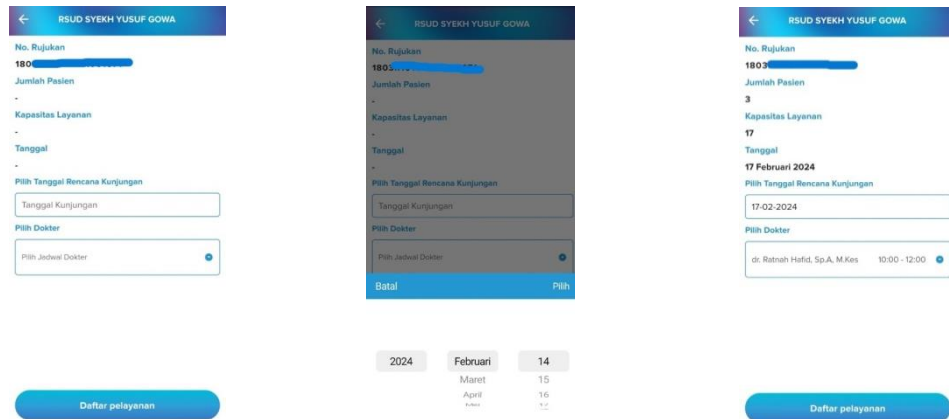 RSUD SYEKH YUSUF GOWA
No. Rujukan
180
Jumlah Pasien
-
Kapasitas Layanan
-
Tanggal
-
Pilih Tanggal Rencana Kunjungan
Tanggal Kunjungan
Pilih Dokter
Pilih Jadwal Dokter
Daftar pelayanan
RSUD SYEKH YUSUF GOWA
No. Rujukan
180
Jumlah Pasien
-
Kapasitas Layanan
-
Tanggal
-
Pilih Tanggal Rencana Kunjungan
Tanggal Kunjungan
Pilih Dokter
Pilih Jadwal Dokter
Batal Pilih
2024 Februari 14
Maret 15
April 16
RSUD SYEKH YUSUF GOWA
No. Rujukan
1803
Jumlah Pasien
3
Kapasitas Layanan
17
Tanggal
17 Februari 2024
Pilih Tanggal Rencana Kunjungan
17-02-2024
Pilih Dokter
dr. Ratnah Hafid, Sp.A, M.Kes 10:00 - 12:00
Daftar pelayanan